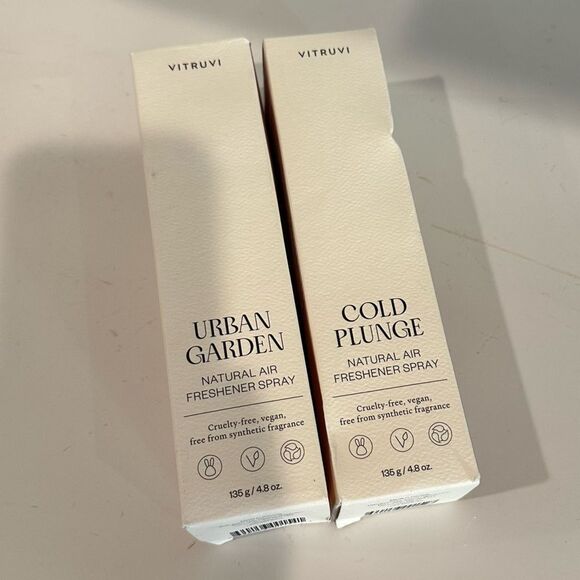 VITRUVI
URBAN
GARDEN
NATURAL AIR
FRESHENER SPRAY
Cruelty-free, vegan,
free from synthetic fragrance
135 g / 4.8 oz.
VITRUVI
COLD
PLUNGE
NATURAL AIR
FRESHENER SPRAY
Cruelty-free, vegan,
free from synthetic fragrance
135 g / 4.8 oz.